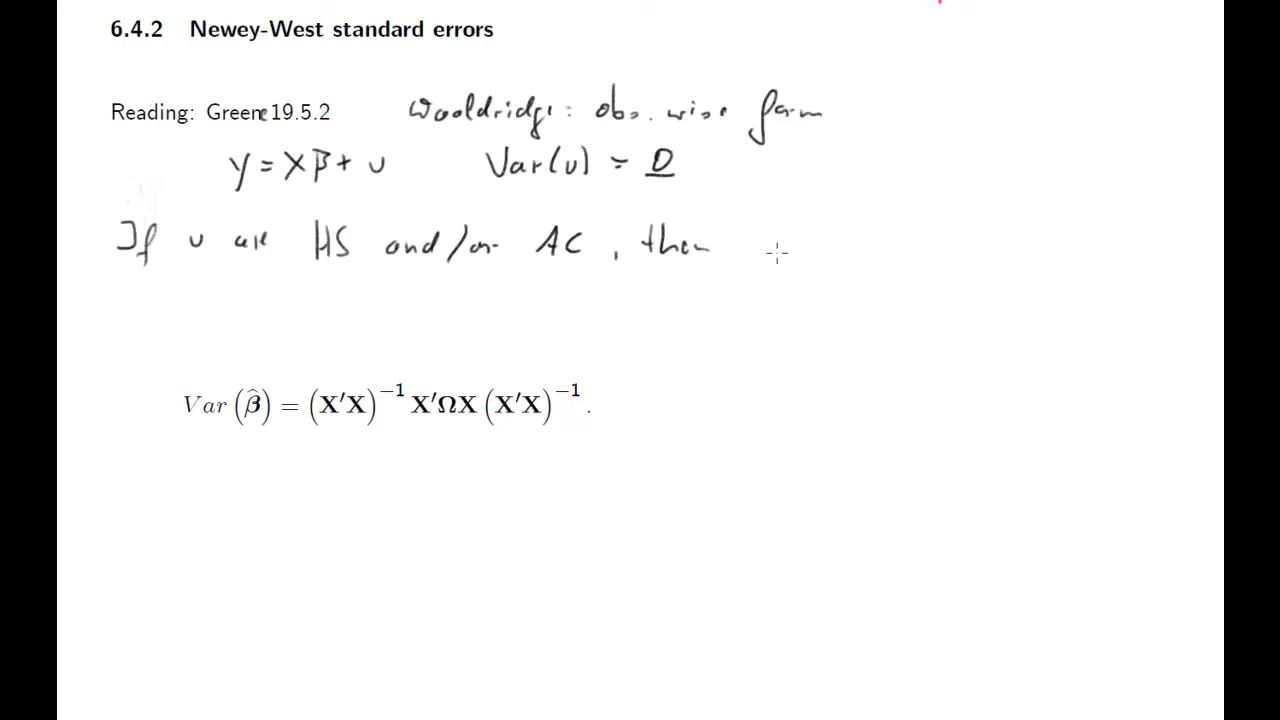 6.4.2 Newey-West standard errors
Reading: Greene 19.5.2 Wooldridge: obs. wise form
y = Xβ + u Var(u) = Ω
If u are HS and/or AC, then
Var(β̂) = (X′X)⁻¹ X′ΩX (X′X)⁻¹.